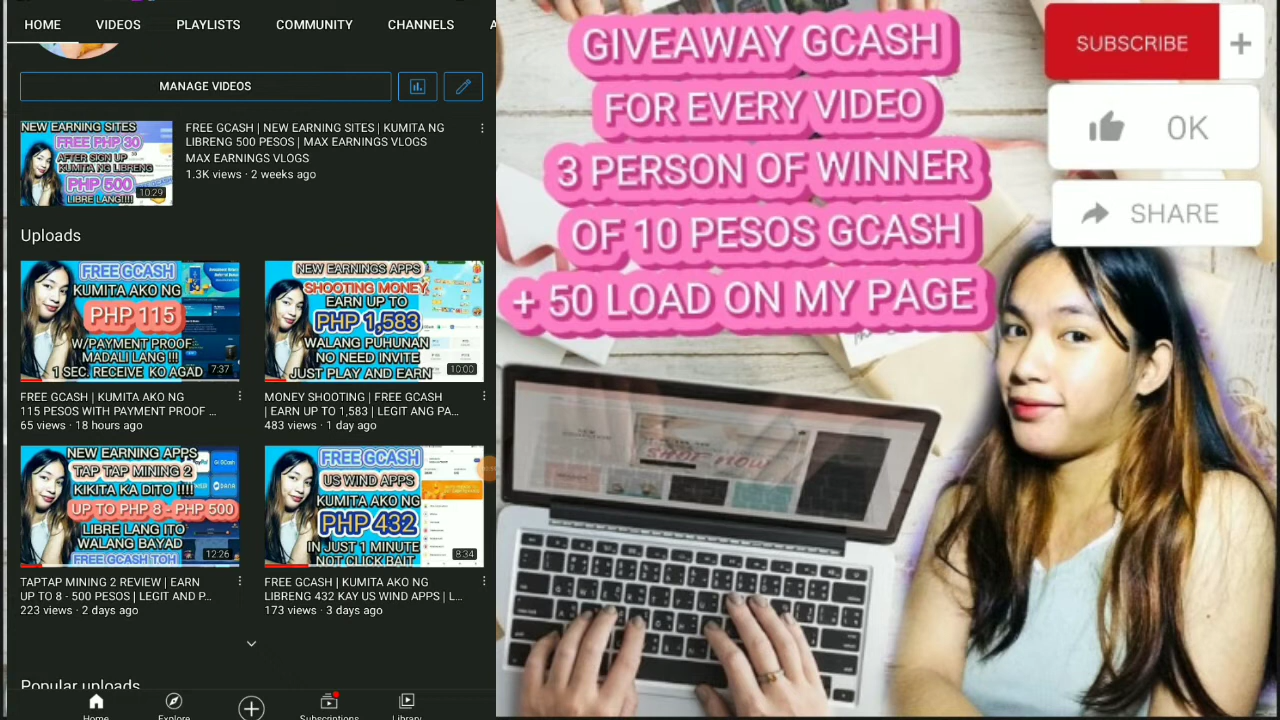 HOME VIDEOS PLAYLISTS COMMUNITY CHANNELS
MANAGE VIDEOS
NEW EARNING SITES
FREE PHP 30
AFTER SIGN UP
KUMITA NG LIBRENG
PHP 500
LIBRE LANG!!!!
10:29
FREE GCASH | NEW EARNING SITES | KUMITA NG
LIBRENG 500 PESOS | MAX EARNINGS VLOGS
MAX EARNINGS VLOGS
1.3K views · 2 weeks ago
Uploads
FREE GCASH
KUMITA AKO NG
PHP 115
W/PAYMENT PROOF
MADALI LANG !!!
1 SEC. RECEIVE KO AGAD
7:37
FREE GCASH | KUMITA AKO NG
115 PESOS WITH PAYMENT PROOF ...
65 views · 18 hours ago
NEW EARNINGS APPS
SHOOTING MONEY
EARN UP TO
PHP 1,583
WALANG PUHUNAN
NO NEED INVITE
JUST PLAY AND EARN
10:00
MONEY SHOOTING | FREE GCASH
| EARN UP TO 1,583 | LEGIT ANG PA...
483 views · 1 day ago
NEW EARNING APPS
TAP TAP MINING 2
KIKITA KA DITO !!!!
UP TO PHP 8 - PHP 500
LIBRE LANG ITO
WALANG BAYAD
FREE GCASH TOH
12:26
TAPTAP MINING 2 REVIEW | EARN
UP TO 8 - 500 PESOS | LEGIT AND P...
223 views · 2 days ago
FREE GCASH
US WIND APPS
KUMITA AKO NG
PHP 432
IN JUST 1 MINUTE
NOT CLICK BAIT
8:34
FREE GCASH | KUMITA AKO NG
LIBRENG 432 KAY US WIND APPS | L...
173 views · 3 days ago
Popular uploads
Home Explore Subscriptions Library
GIVEAWAY GCASH
FOR EVERY VIDEO
3 PERSON OF WINNER
OF 10 PESOS GCASH
+ 50 LOAD ON MY PAGE
SUBSCRIBE +
0K
SHARE
SHOP NOW